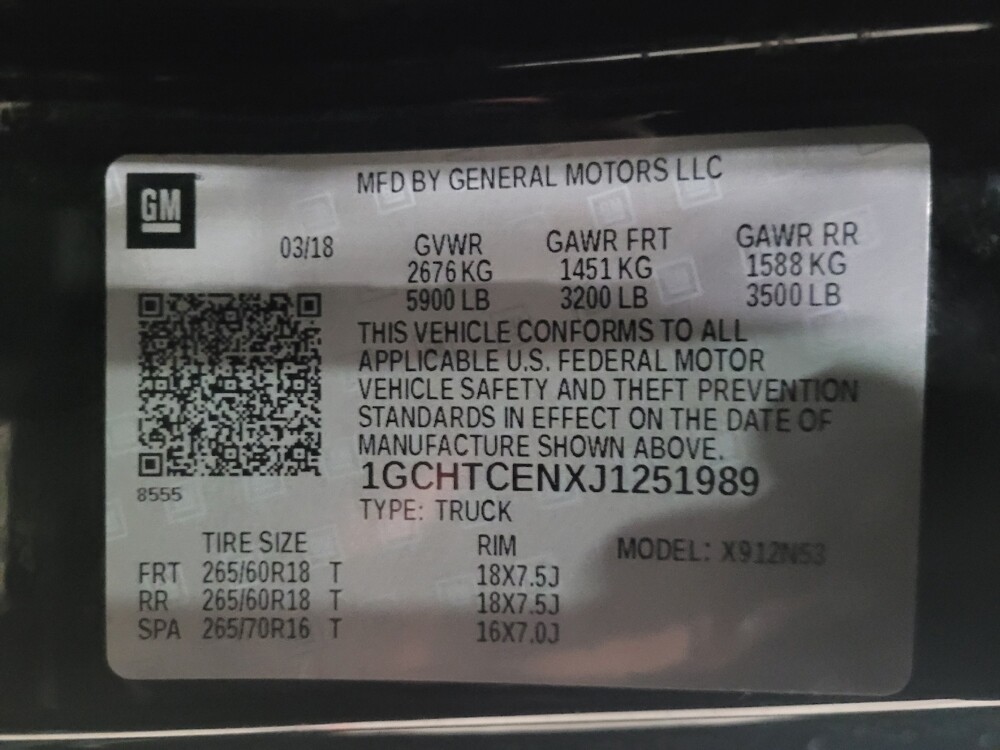 GM
MFD BY GENERAL MOTORS LLC
03/18 GVWR GAWR FRT GAWR RR
2676 KG 1451 KG 1588 KG
5900 LB 3200 LB 3500 LB
THIS VEHICLE CONFORMS TO ALL
APPLICABLE U.S. FEDERAL MOTOR
VEHICLE SAFETY AND THEFT PREVENTION
STANDARDS IN EFFECT ON THE DATE OF
MANUFACTURE SHOWN ABOVE.
8555
1GCHTCENXJ1251989
TYPE: TRUCK
TIRE SIZE RIM MODEL: X912N53
FRT 265/60R18 T 18X7.5J
RR 265/60R18 T 18X7.5J
SPA 265/70R16 T 16X7.0J